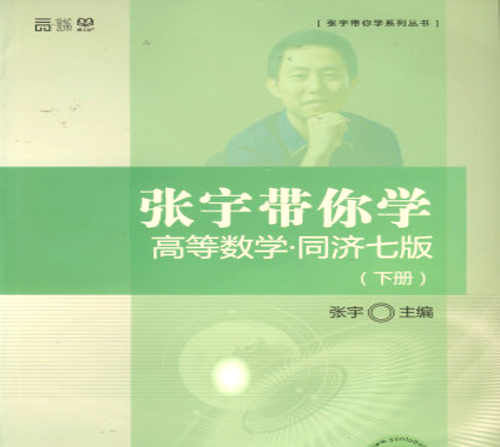 [ 张宇带你学系列丛书 ]
张宇带你学
高等数学·同济七版
（下册）
张宇 主编